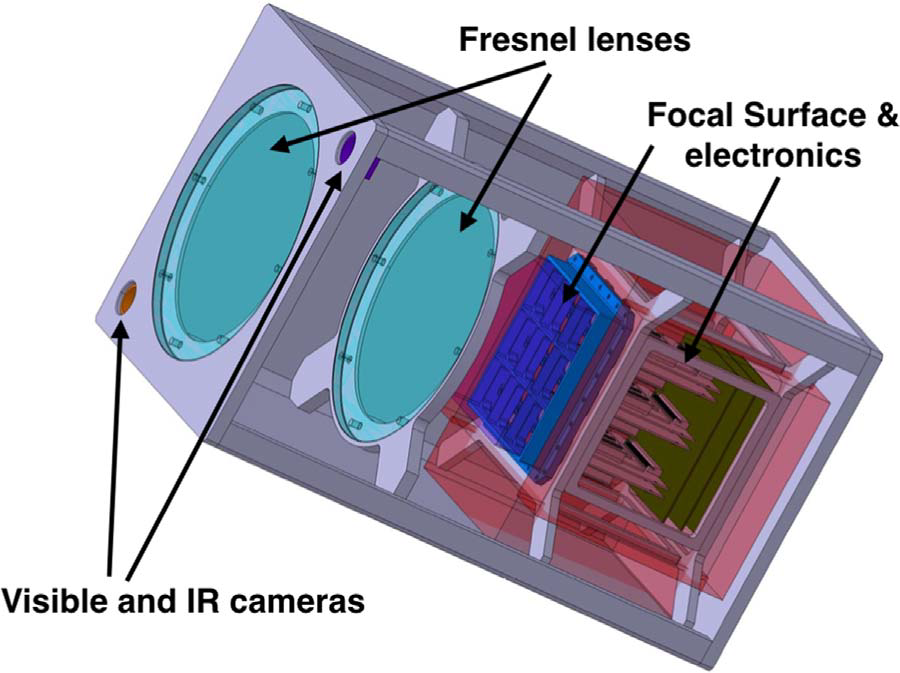 Fresnel lenses
Focal Surface &
electronics
Visible and IR cameras